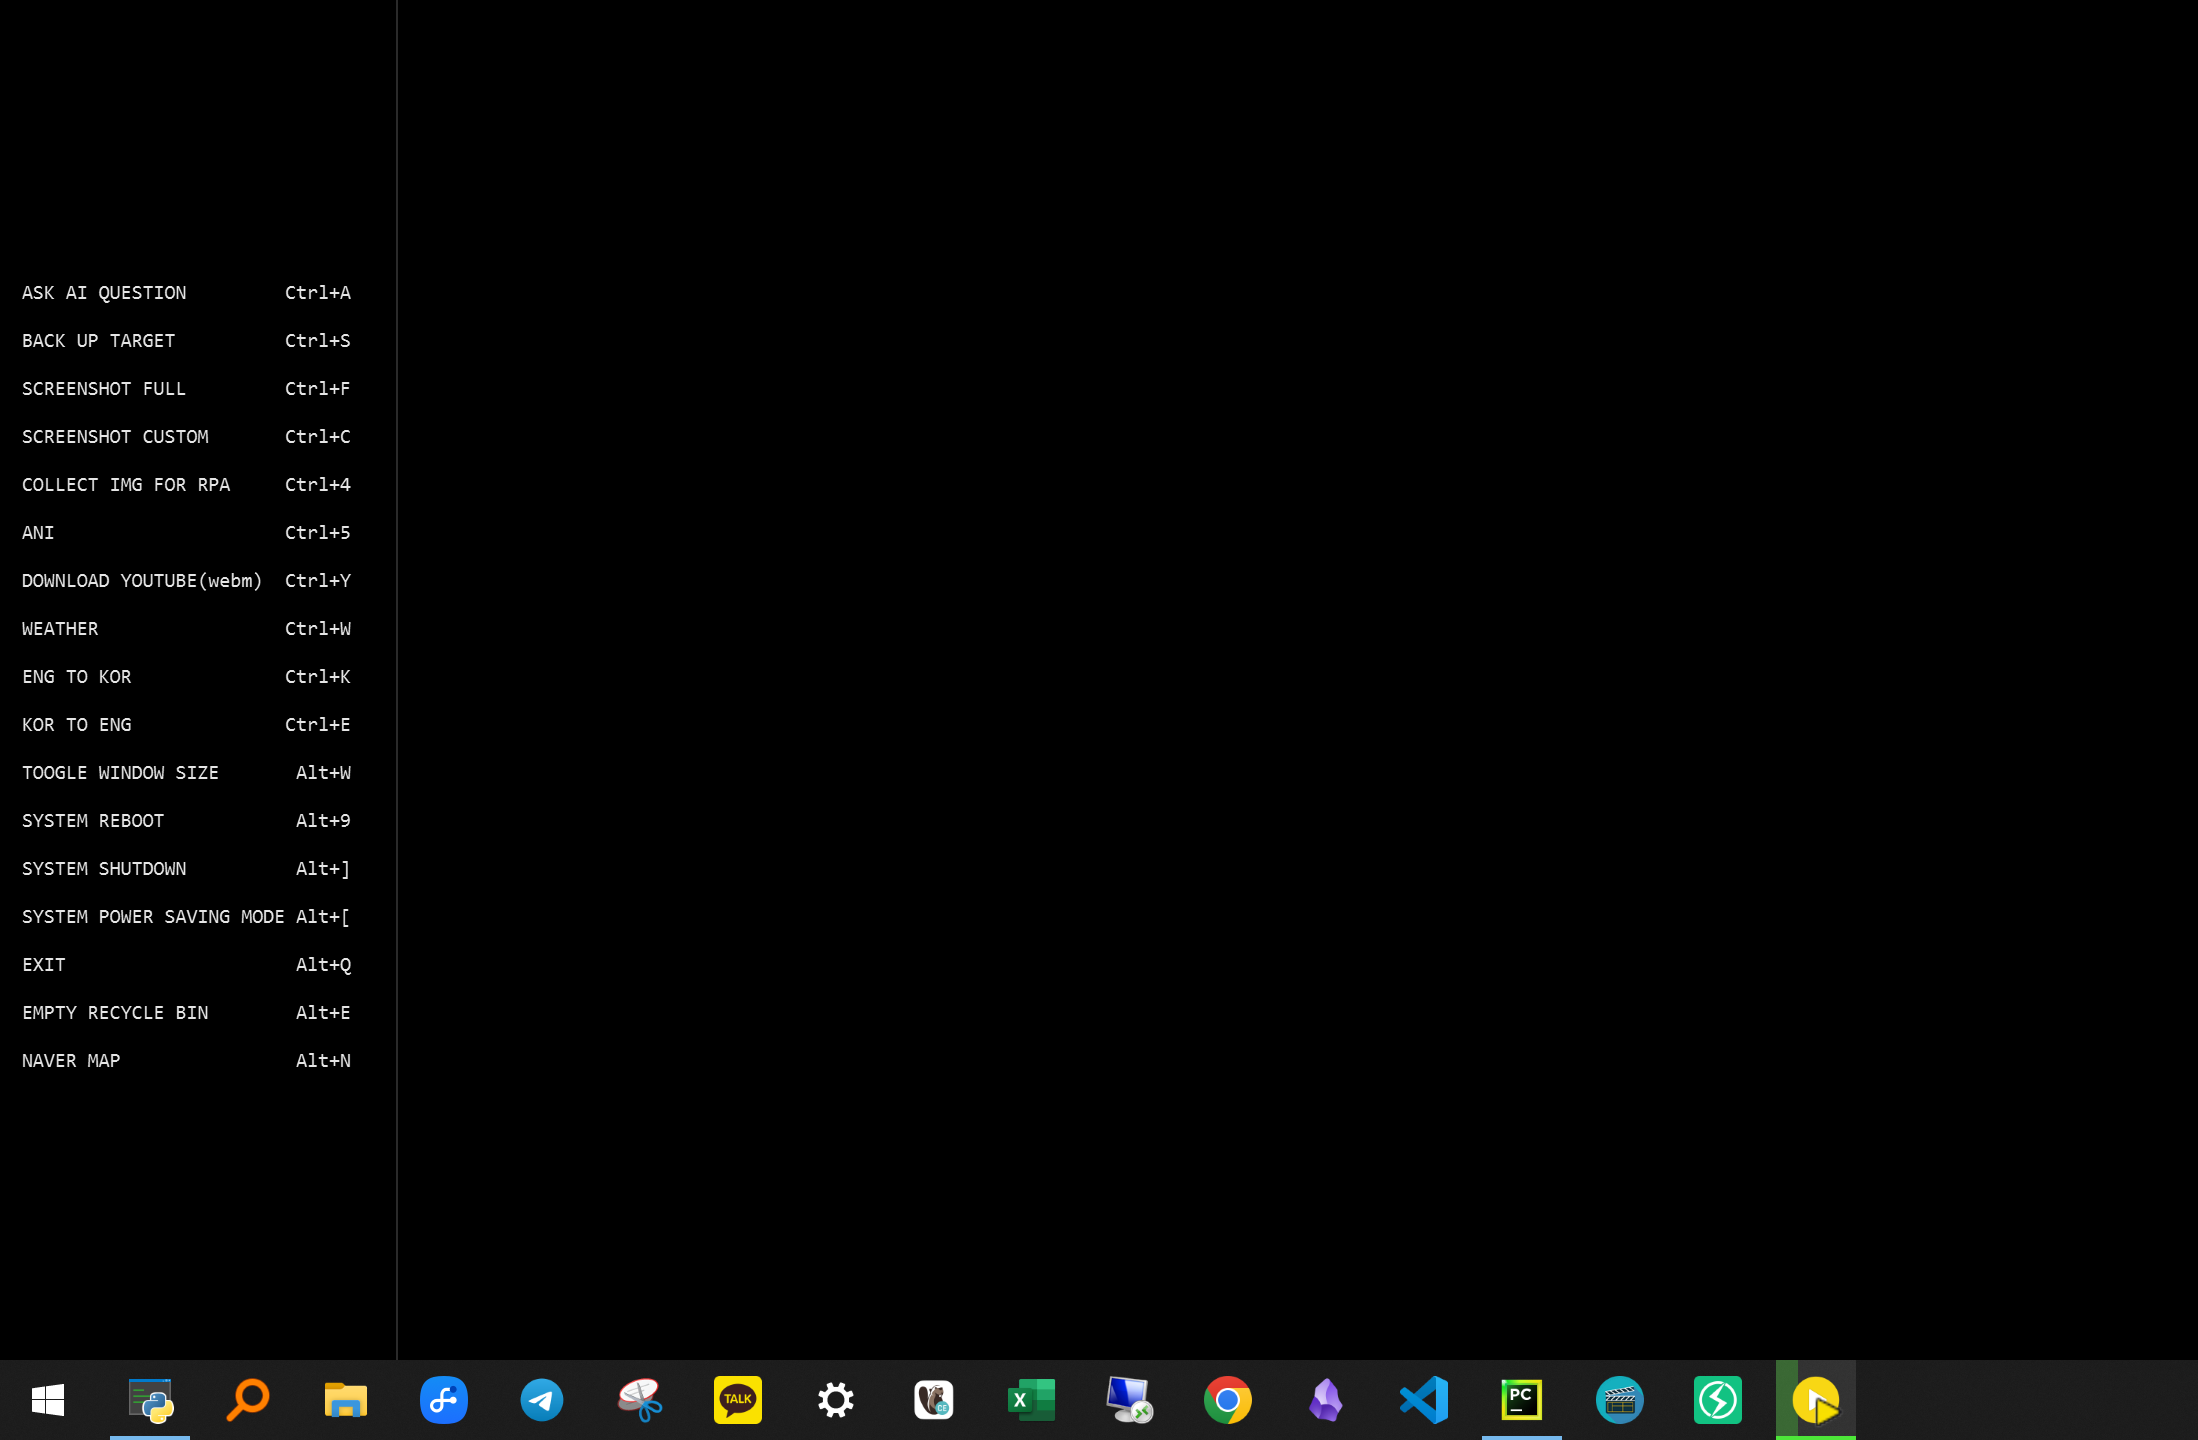 ASK AI QUESTION Ctrl+A
BACK UP TARGET Ctrl+S
SCREENSHOT FULL Ctrl+F
SCREENSHOT CUSTOM Ctrl+C
COLLECT IMG FOR RPA Ctrl+4
ANI Ctrl+5
DOWNLOAD YOUTUBE(webm) Ctrl+Y
WEATHER Ctrl+W
ENG TO KOR Ctrl+K
KOR TO ENG Ctrl+E
TOOGLE WINDOW SIZE Alt+W
SYSTEM REBOOT Alt+9
SYSTEM SHUTDOWN Alt+]
SYSTEM POWER SAVING MODE Alt+[
EXIT Alt+Q
EMPTY RECYCLE BIN Alt+E
NAVER MAP Alt+N
TALK CE X PC